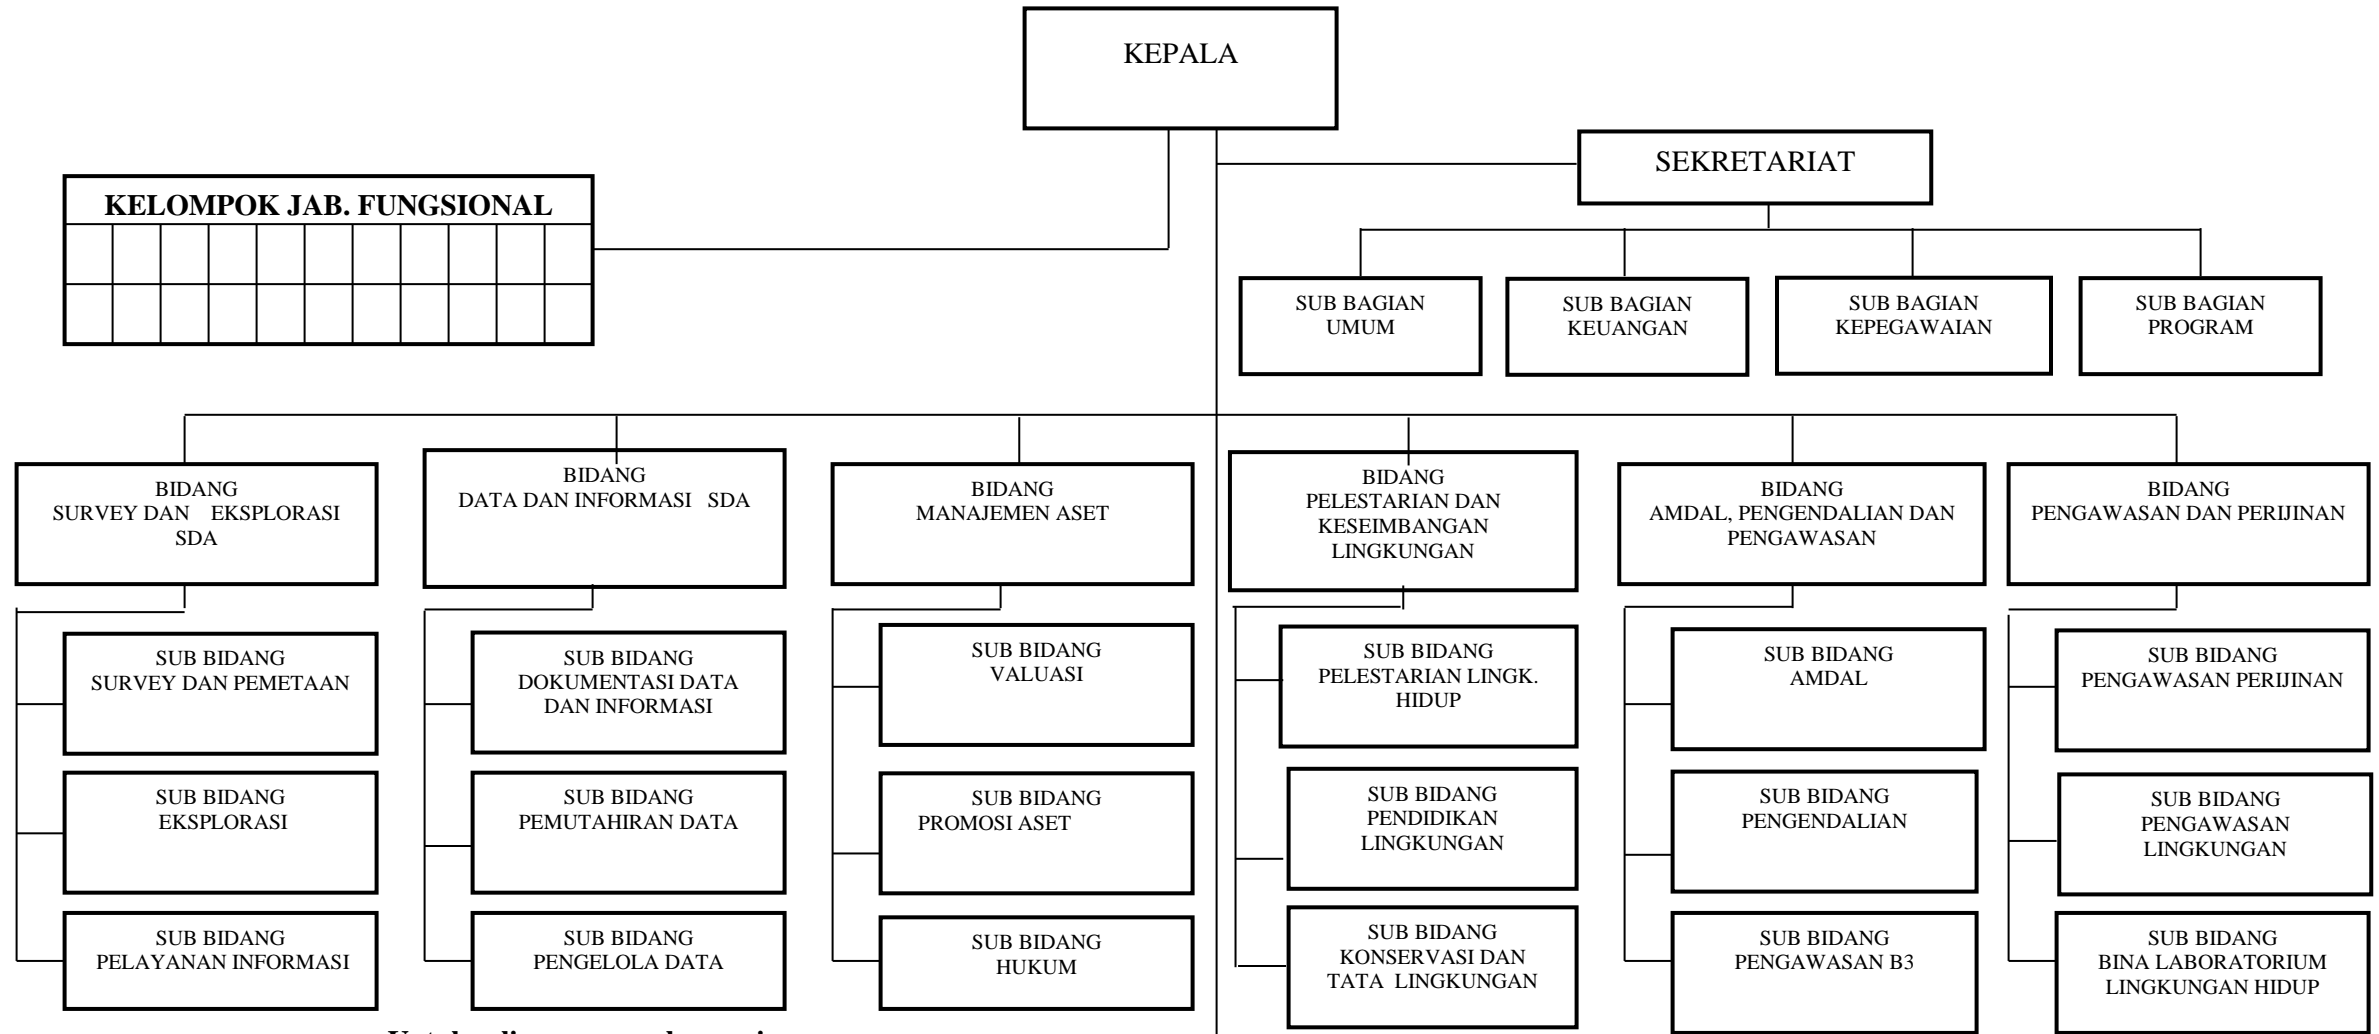 KEPALA
SEKRETARIAT
KELOMPOK JAB. FUNGSIONAL
SUB BAGIAN
UMUM
SUB BAGIAN
KEUANGAN
SUB BAGIAN
KEPEGAWAIAN
SUB BAGIAN
PROGRAM
BIDANG
SURVEY DAN EKSPLORASI
SDA
BIDANG
DATA DAN INFORMASI SDA
BIDANG
MANAJEMEN ASET
BIDANG
PELESTARIAN DAN
KESEIMBANGAN
LINGKUNGAN
BIDANG
AMDAL, PENGENDALIAN DAN
PENGAWASAN
BIDANG
PENGAWASAN DAN PERIJINAN
SUB BIDANG
SURVEY DAN PEMETAAN
SUB BIDANG
DOKUMENTASI DATA
DAN INFORMASI
SUB BIDANG
VALUASI
SUB BIDANG
PELESTARIAN LINGK.
HIDUP
SUB BIDANG
AMDAL
SUB BIDANG
PENGAWASAN PERIJINAN
SUB BIDANG
EKSPLORASI
SUB BIDANG
PEMUTAHIRAN DATA
SUB BIDANG
PROMOSI ASET
SUB BIDANG
PENDIDIKAN
LINGKUNGAN
SUB BIDANG
PENGENDALIAN
SUB BIDANG
PENGAWASAN
LINGKUNGAN
SUB BIDANG
PELAYANAN INFORMASI
SUB BIDANG
PENGELOLA DATA
SUB BIDANG
HUKUM
SUB BIDANG
KONSERVASI DAN
TATA LINGKUNGAN
SUB BIDANG
PENGAWASAN B3
SUB BIDANG
BINA LABORATORIUM
LINGKUNGAN HIDUP